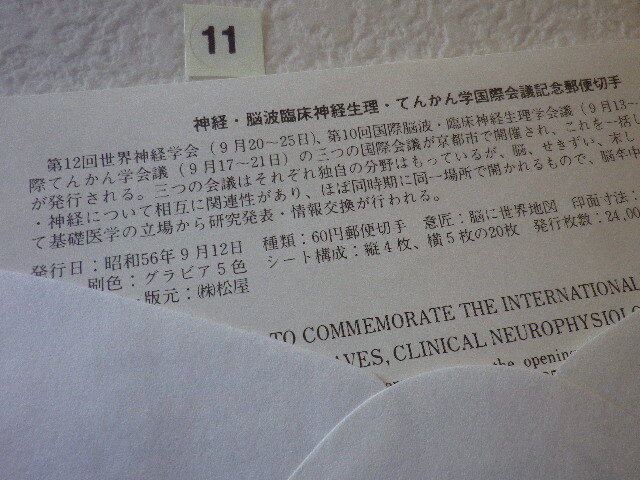 11
神経・脳波臨床神経生理・てんかん学国際会議記念郵便切手
第12回世界神経学会(9月20〜25日)、第10回国際脳波・臨床神経生理学会議(9月13一
際てんかん学会議(9月17〜21日)の三つの国際会議が京都市で開催され、これを一括し
が発行される。三つの会議はそれぞれ独自の分野はもっているが、脳、せきずい、末し
・神経について相互に関連性があり、ほぼ同時期に同一場所で開かれるもので、脳卒中
て基礎医学の立場から研究発表・情報交換が行われる。
発行日:昭和56年9月12日 種類:60円郵便切手 意匠:脳に世界地図 印面寸法:
刷色:グラビア5色 シート構成:縦4枚、横5枚の20枚 発行枚数:24,00
版元:㈱松屋
TO COMMEMORATE THE INTERNATIONAL
AVES, CLINICAL NEUROPHYSIOLO
the opening